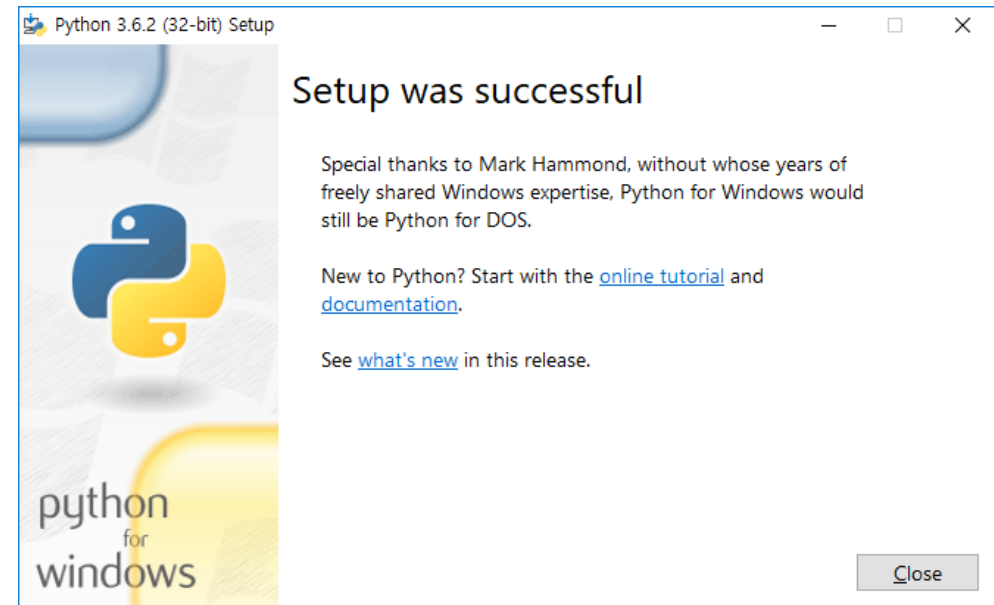 Python 3.6.2 (32-bit) Setup
Setup was successful
Special thanks to Mark Hammond, without whose years of
freely shared Windows expertise, Python for Windows would
still be Python for DOS.
New to Python? Start with the online tutorial and
documentation.
See what's new in this release.
python
for
windows
Close